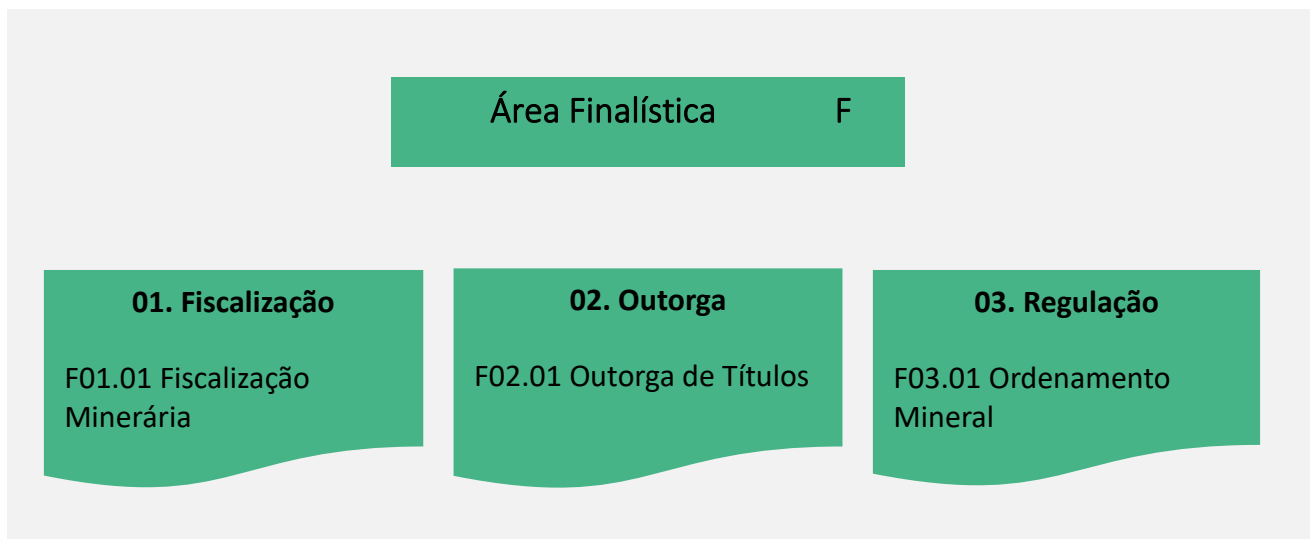 Área Finalística F
01. Fiscalização
F01.01 Fiscalização
Minerária
02. Outorga
F02.01 Outorga de Títulos
03. Regulação
F03.01 Ordenamento
Mineral